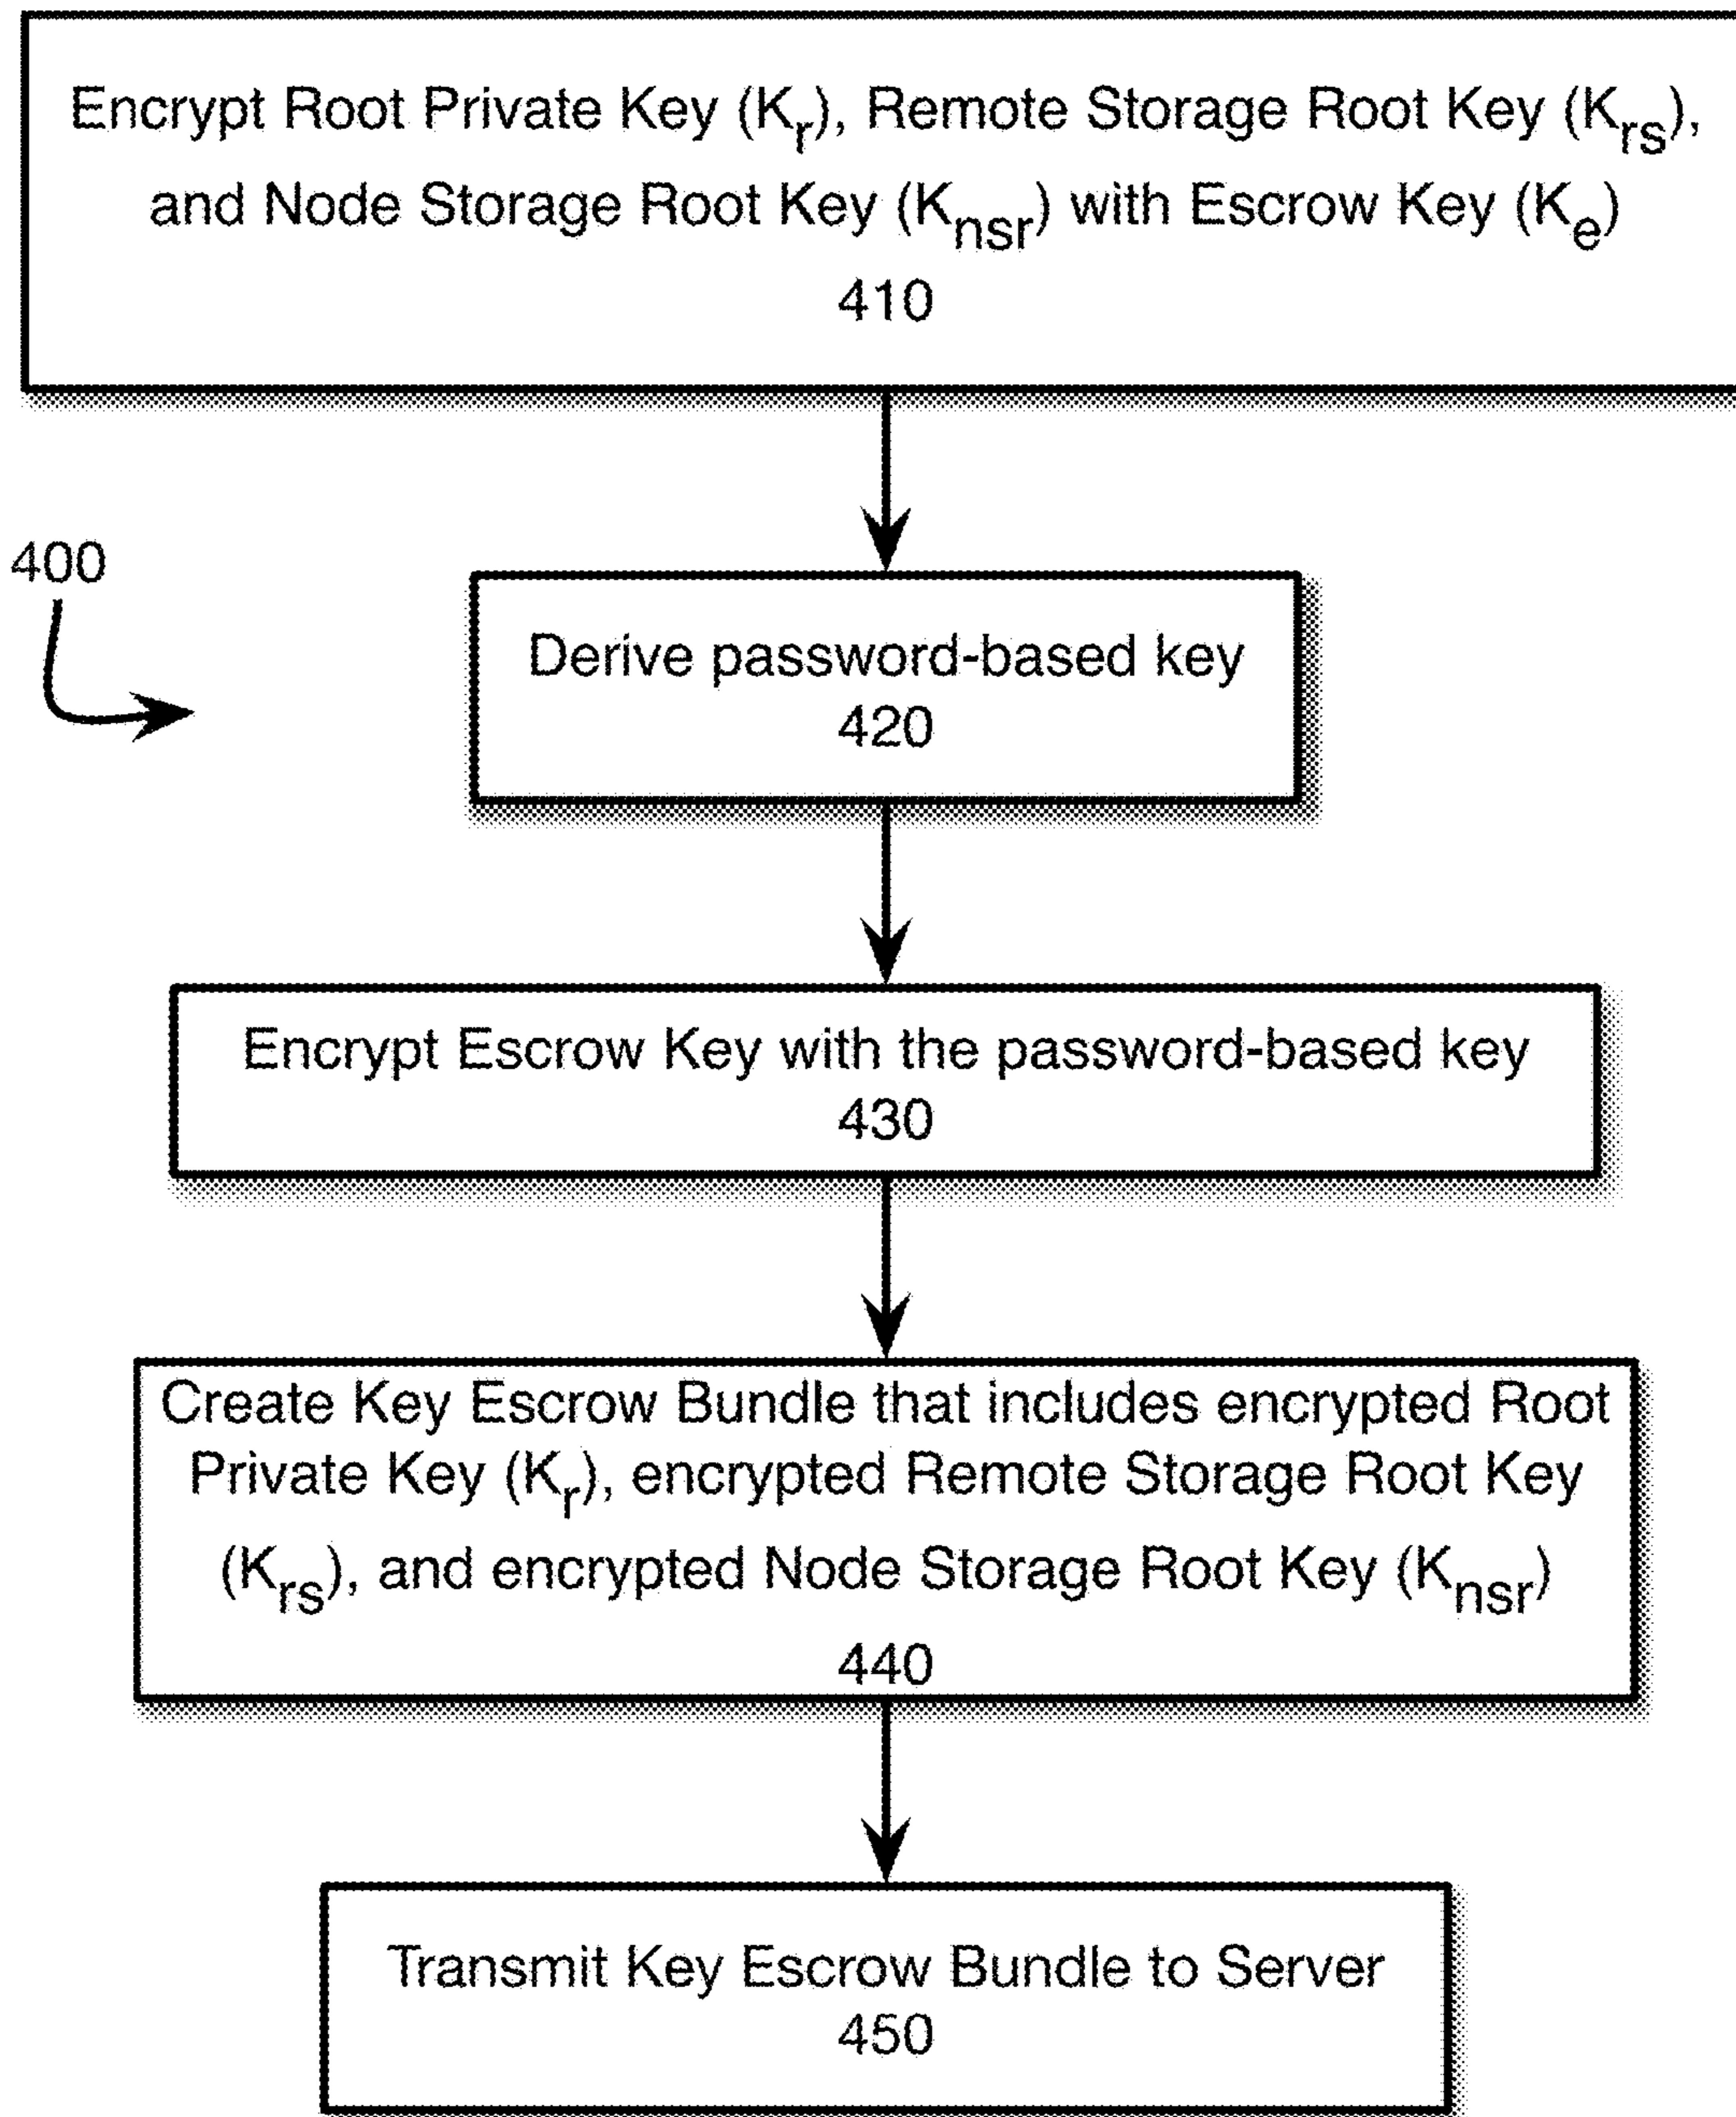 Encrypt Root Private Key (Kr), Remote Storage Root Key (Krs),
and Node Storage Root Key (Knsr) with Escrow Key (Ke)
410
400
Derive password-based key
420
Encrypt Escrow Key with the password-based key
430
Create Key Escrow Bundle that includes encrypted Root
Private Key (Kr), encrypted Remote Storage Root Key
(Krs), and encrypted Node Storage Root Key (Knsr)
440
Transmit Key Escrow Bundle to Server
450